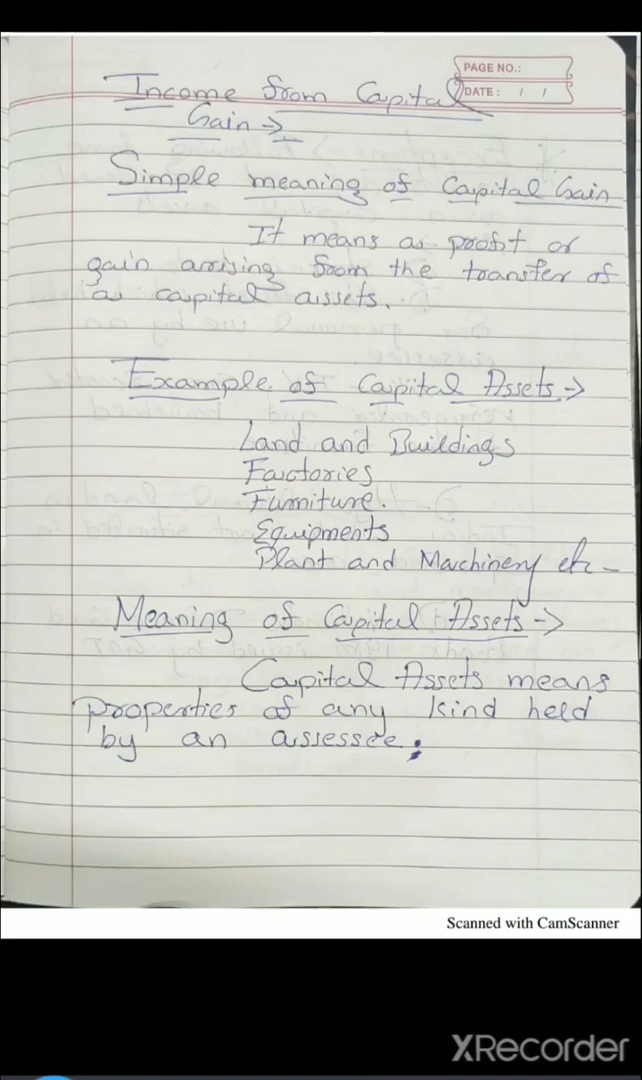 PAGE NO.:
DATE: / /
Income from Capital
Gain →
Simple meaning of Capital Gain
It means a profit or
gain arising from the transfer of
a capital assets.
Example of Capital Assets →
Land and Buildings
Factories
Furniture.
Equipments
Plant and Machinery etc -
Meaning of Capital Assets →
Capital Assets means
properties of any kind held
by an assessee;
Scanned with CamScanner
XRecorder